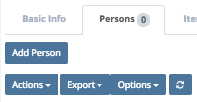 Basic Info Persons 0 Ite
Add Person
Actions Export Options